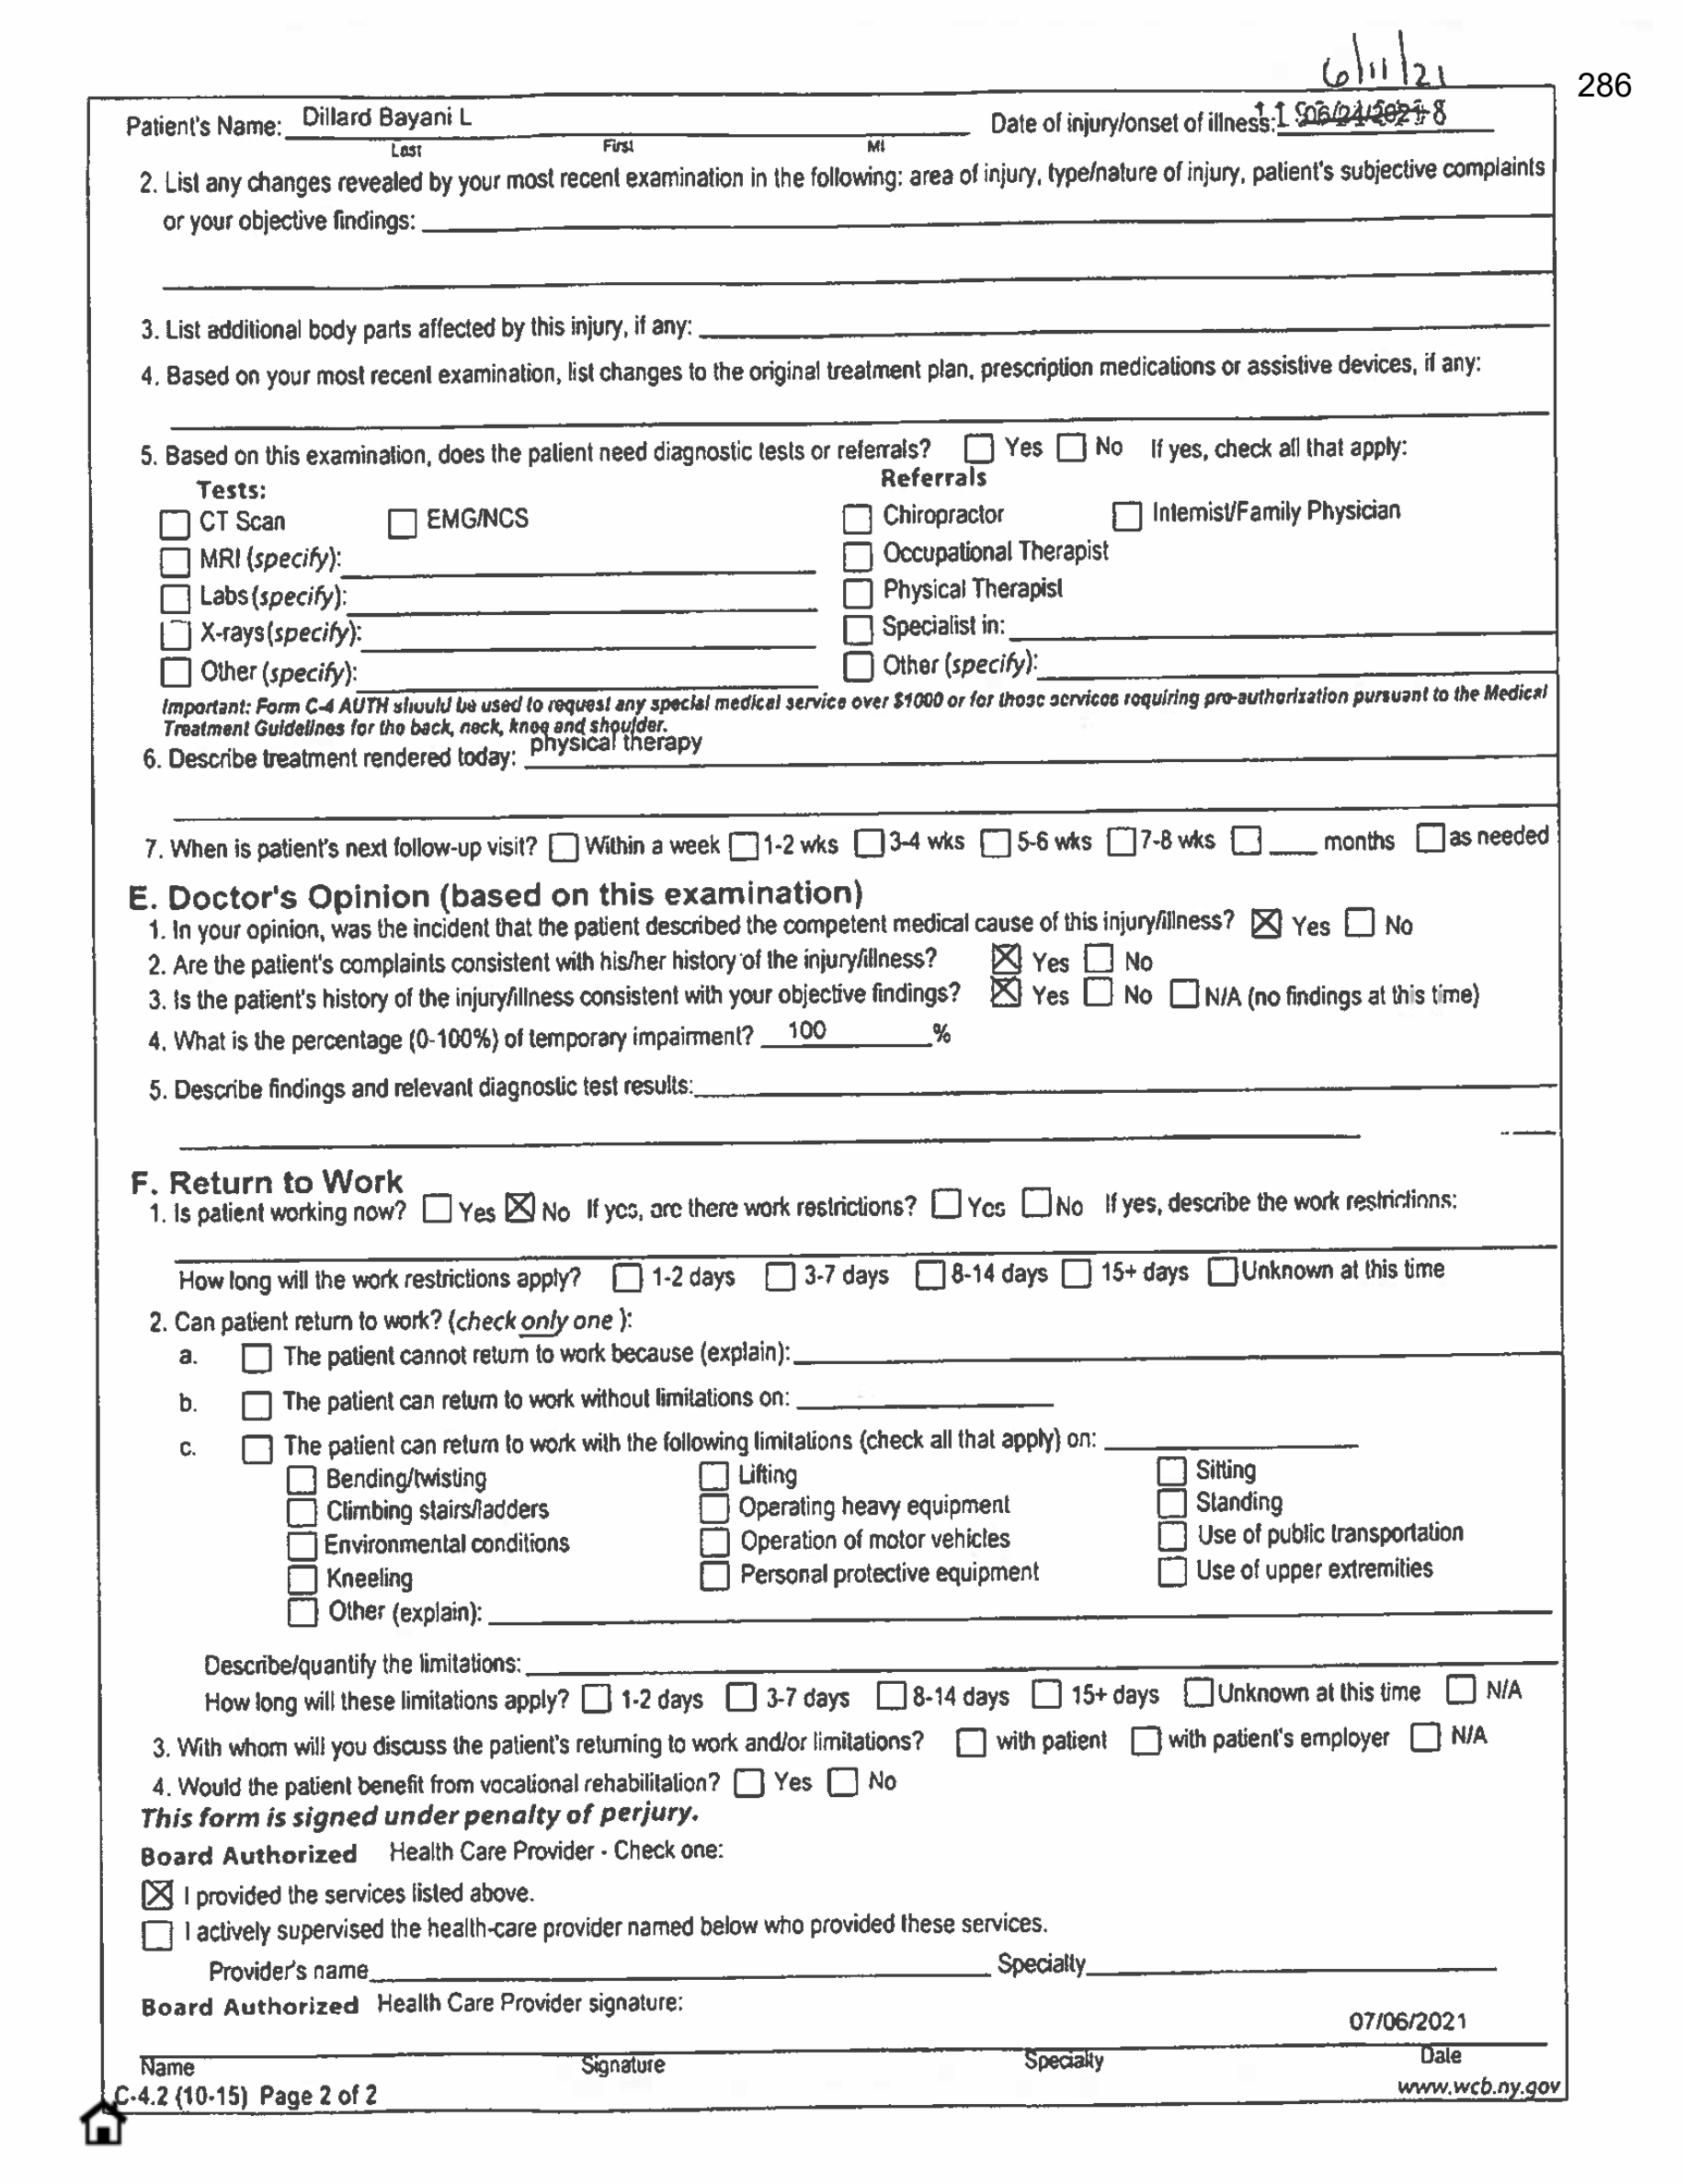 6/11/21
286
Patient's Name: Dillard Bayani L Date of injury/onset of illness:
Last First MI
2. List any changes revealed by your most recent examination in the following: area of injury, type/nature of injury, patient's subjective complaints
or your objective findings:
3. List additional body parts affected by this injury, if any:
4. Based on your most recent examination, list changes to the original treatment plan, prescription medications or assistive devices, if any:
5. Based on this examination, does the patient need diagnostic tests or referrals? Yes No If yes, check all that apply:
Tests: Referrals
CT Scan EMG/NCS Chiropractor Internist/Family Physician
MRI (specify): Occupational Therapist
Labs (specify): Physical Therapist
X-rays (specify): Specialist in:
Other (specify): Other (specify):
Important: Form C-4 AUTH should be used to request any special medical service over $1000 or for those services requiring pre-authorization pursuant to the Medical
Treatment Guidelines for the back, neck, knee and shoulder.
6. Describe treatment rendered today: physical therapy
7. When is patient's next follow-up visit? Within a week 1-2 wks 3-4 wks 5-6 wks 7-8 wks ___ months as needed
E. Doctor's Opinion (based on this examination)
1. In your opinion, was the incident that the patient described the competent medical cause of this injury/illness? ☒ Yes ☐ No
2. Are the patient's complaints consistent with his/her history of the injury/illness? ☒ Yes ☐ No
3. Is the patient's history of the injury/illness consistent with your objective findings? ☒ Yes ☐ No ☐ N/A (no findings at this time)
4. What is the percentage (0-100%) of temporary impairment? 100 %
5. Describe findings and relevant diagnostic test results:
F. Return to Work
1. Is patient working now? ☐ Yes ☒ No If yes, are there work restrictions? ☐ Yes ☐ No If yes, describe the work restrictions:
How long will the work restrictions apply? 1-2 days 3-7 days 8-14 days 15+ days Unknown at this time
2. Can patient return to work? (check only one ):
a. The patient cannot return to work because (explain):
b. The patient can return to work without limitations on:
c. The patient can return to work with the following limitations (check all that apply) on:
Bending/twisting Lifting Sitting
Climbing stairs/ladders Operating heavy equipment Standing
Environmental conditions Operation of motor vehicles Use of public transportation
Kneeling Personal protective equipment Use of upper extremities
Other (explain):
Describe/quantify the limitations:
How long will these limitations apply? 1-2 days 3-7 days 8-14 days 15+ days Unknown at this time N/A
3. With whom will you discuss the patient's returning to work and/or limitations? with patient with patient's employer N/A
4. Would the patient benefit from vocational rehabilitation? Yes No
This form is signed under penalty of perjury.
Board Authorized Health Care Provider - Check one:
☒ I provided the services listed above.
☐ I actively supervised the health-care provider named below who provided these services.
Provider's name Specialty
Board Authorized Health Care Provider signature:
07/06/2021
Name Signature Specialty Date
C-4.2 (10-15) Page 2 of 2 www.wcb.ny.gov